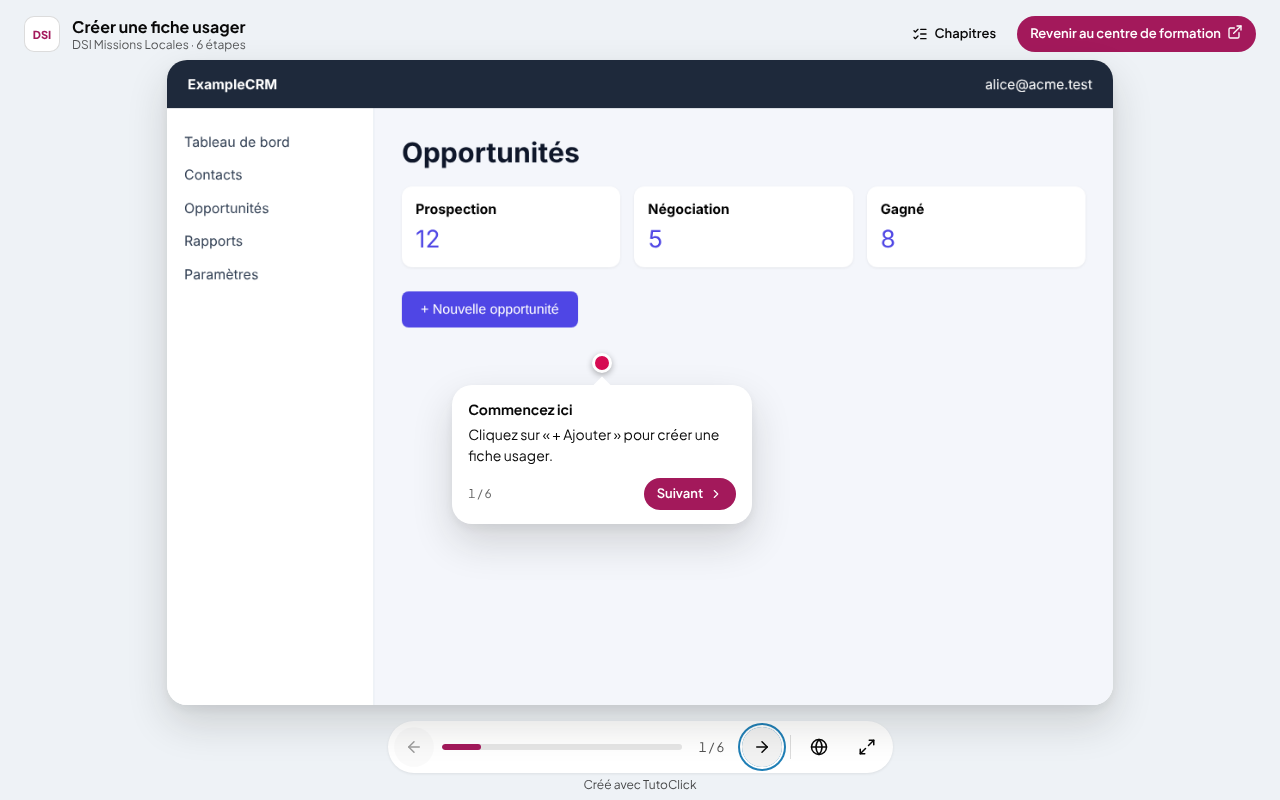 DSI
Créer une fiche usager
DSI Missions Locales · 6 étapes
Chapitres
Revenir au centre de formation
ExampleCRM
alice@acme.test
Tableau de bord
Contacts
Opportunités
Rapports
Paramètres
Opportunités
Prospection
12
Négociation
5
Gagné
8
+ Nouvelle opportunité
Commencez ici
Cliquez sur « + Ajouter » pour créer une
fiche usager.
1/6
Suivant
1/6
Créé avec TutoClick